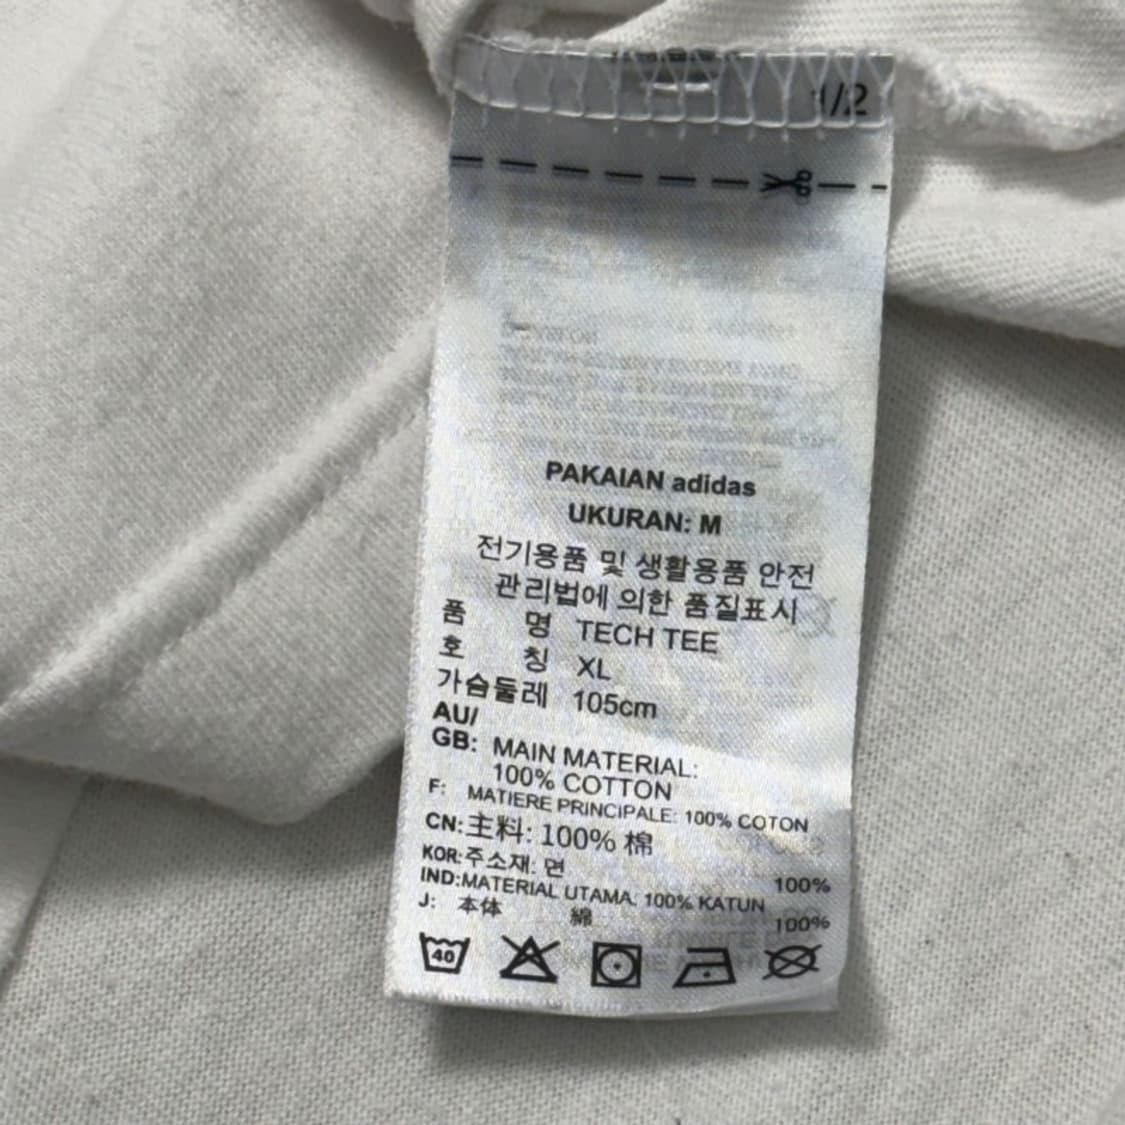 1/2
PAKAIAN adidas
UKURAN: M
전기용품 및 생활용품 안전
관리법에 의한 품질표시
품 명 TECH TEE
호 칭 XL
가슴둘레 105cm
AU/
GB: MAIN MATERIAL:
100% COTTON
F: MATIERE PRINCIPALE: 100% COTON
CN:主料: 100% 棉
KOR:주소재: 면 100%
IND:MATERIAL UTAMA: 100% KATUN
J: 本体 綿 100%
40